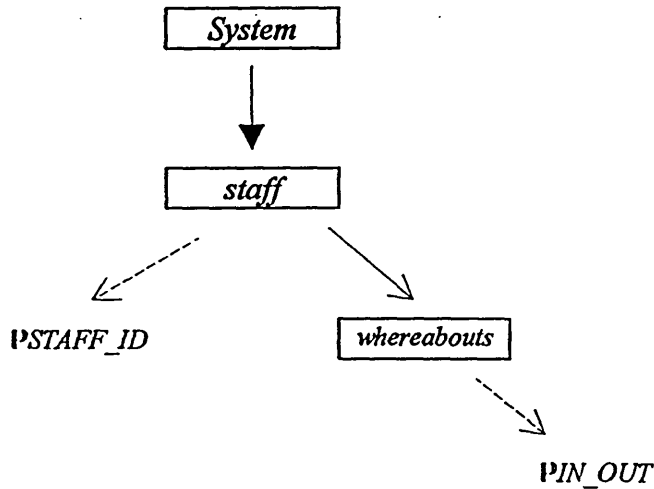 System
staff
ℙSTAFF_ID
whereabouts
ℙIN_OUT